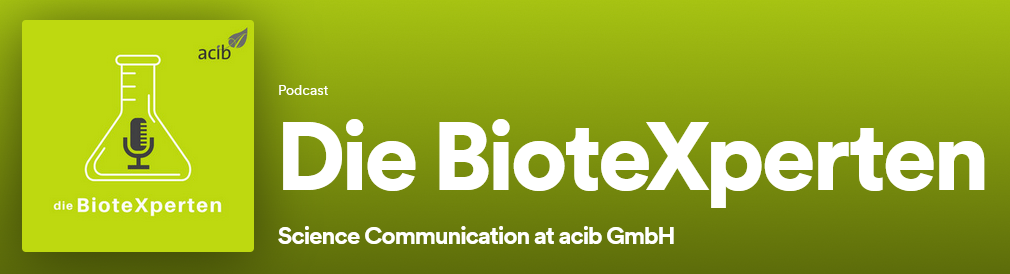 acib
die BioteXperten
Podcast
Die BioteXperten
Science Communication at acib GmbH